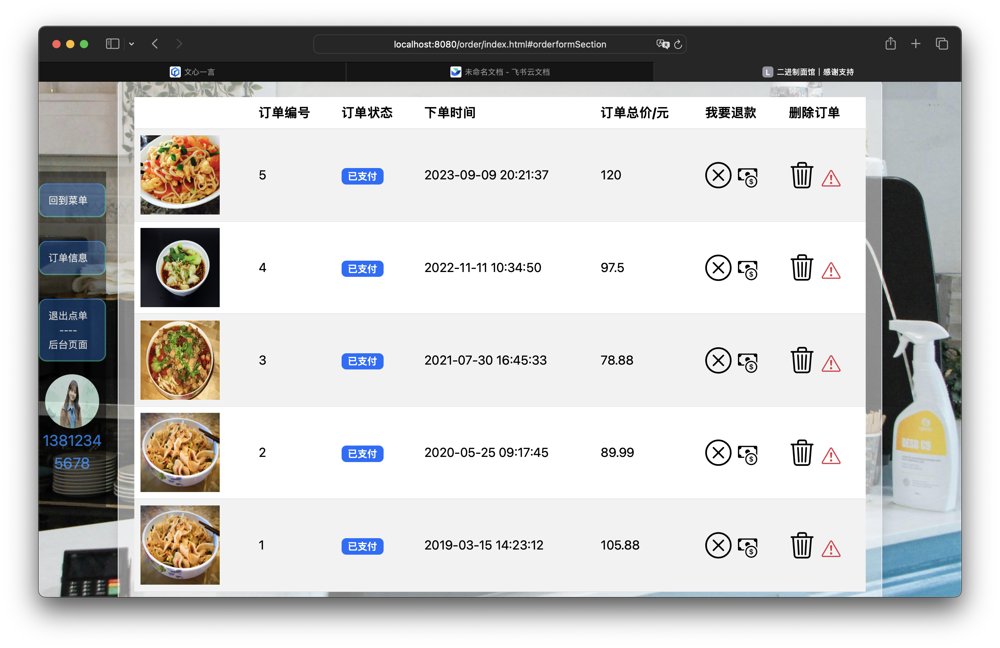 localhost:8080/order/index.html#orderformSection
文心一言
未命名文档 - 飞书云文档
L 二进制面馆 | 感谢支持
订单编号 订单状态 下单时间 订单总价/元 我要退款 删除订单
5 已支付 2023-09-09 20:21:37 120
4 已支付 2022-11-11 10:34:50 97.5
3 已支付 2021-07-30 16:45:33 78.88
2 已支付 2020-05-25 09:17:45 89.99
1 已支付 2019-03-15 14:23:12 105.88
回到菜单
订单信息
退出点单
----
后台页面
1381234
5678
DESO C9